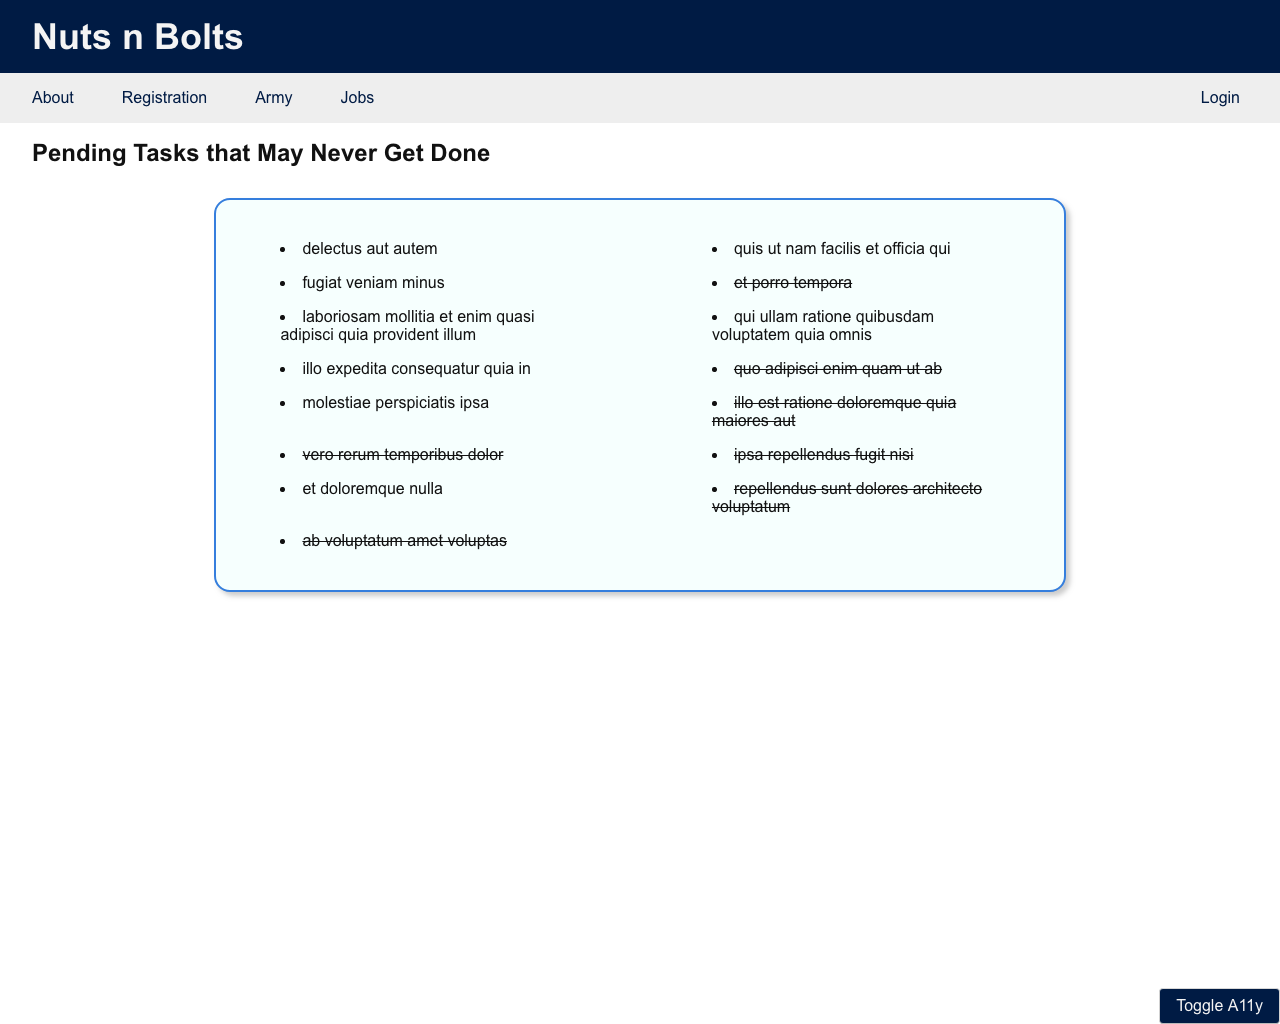 Nuts n Bolts
About Registration Army Jobs Login
Pending Tasks that May Never Get Done
• delectus aut autem
• quis ut nam facilis et officia qui
• fugiat veniam minus
• et porro tempora
• laboriosam mollitia et enim quasi
adipisci quia provident illum
• qui ullam ratione quibusdam
voluptatem quia omnis
• illo expedita consequatur quia in
• quo adipisci enim quam ut ab
• molestiae perspiciatis ipsa
• illo est ratione doloremque quia
maiores aut
• vero rerum temporibus dolor
• ipsa repellendus fugit nisi
• et doloremque nulla
• repellendus sunt dolores architecto
voluptatum
• ab voluptatum amet voluptas
Toggle A11y